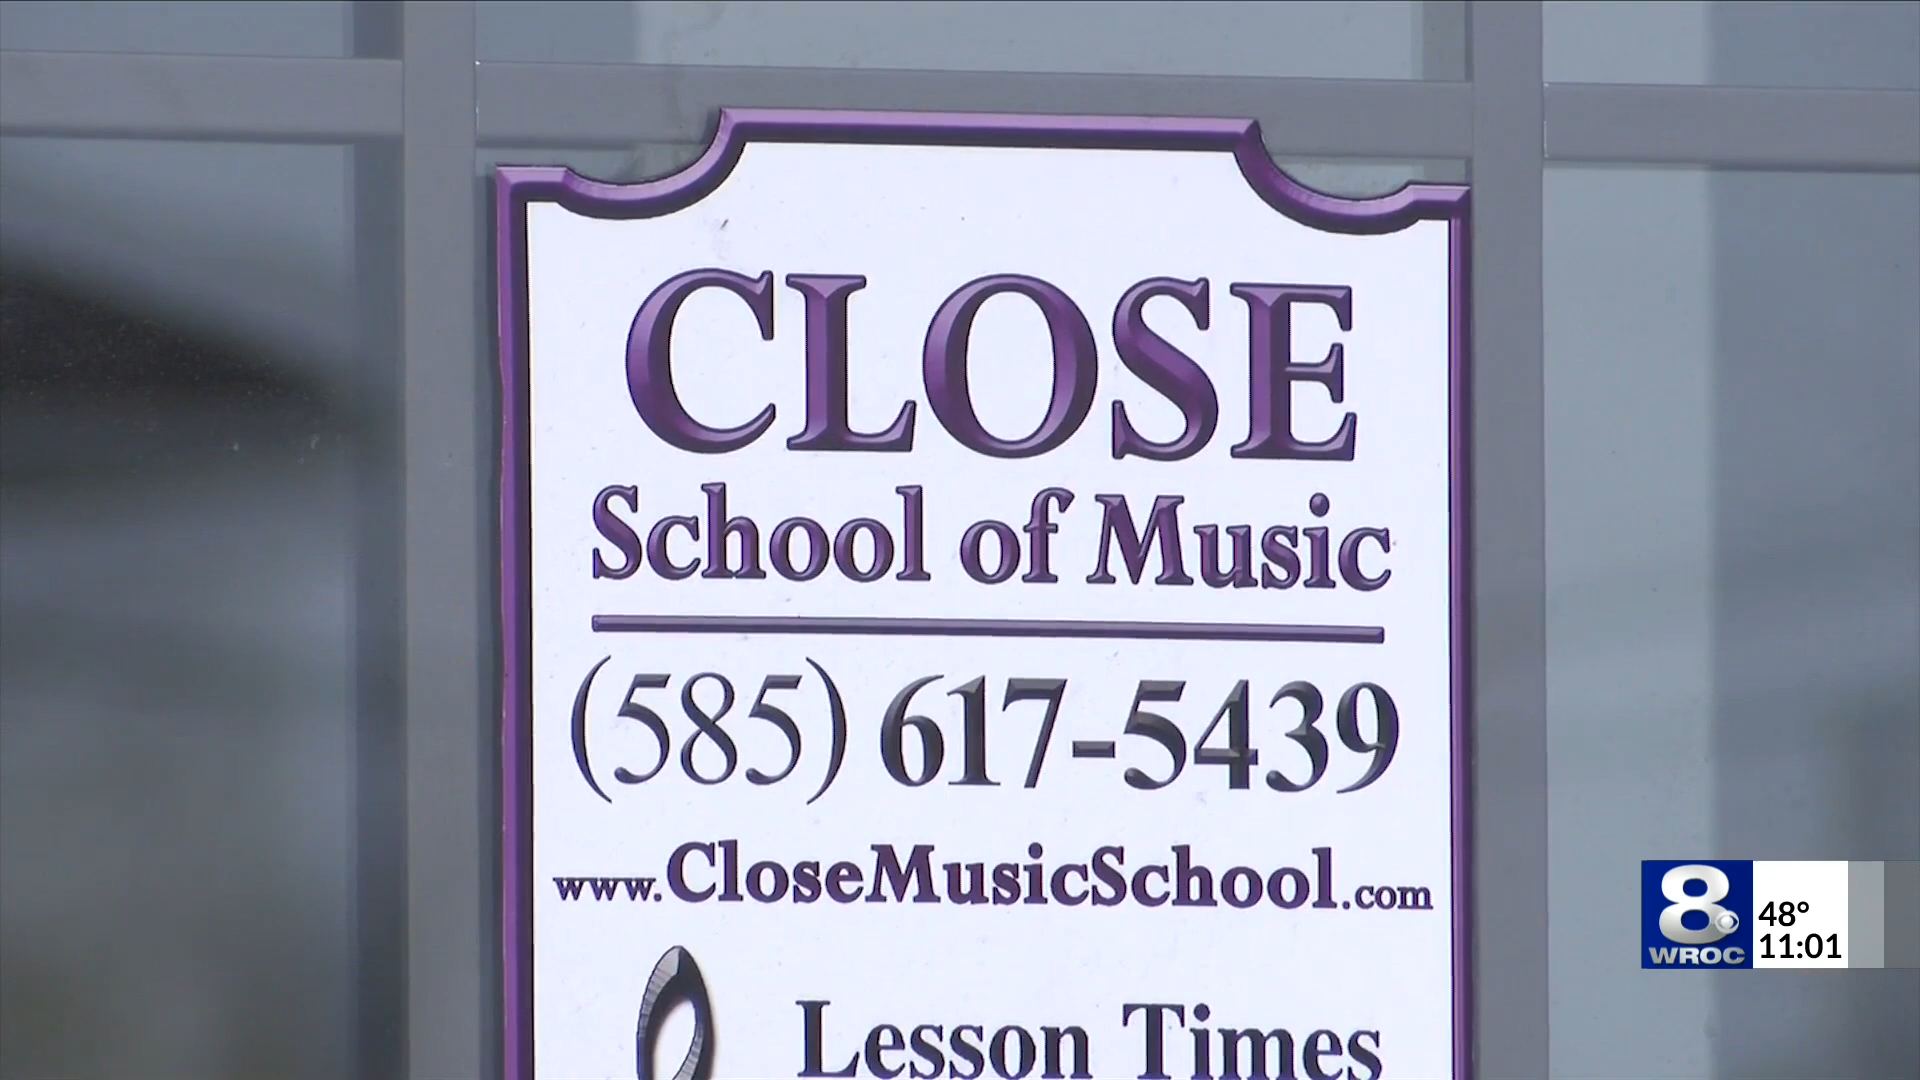 CLOSE
School of Music
(585) 617-5439
www.CloseMusicSchool.com
Lesson Times
8
WROC
48°
11:01